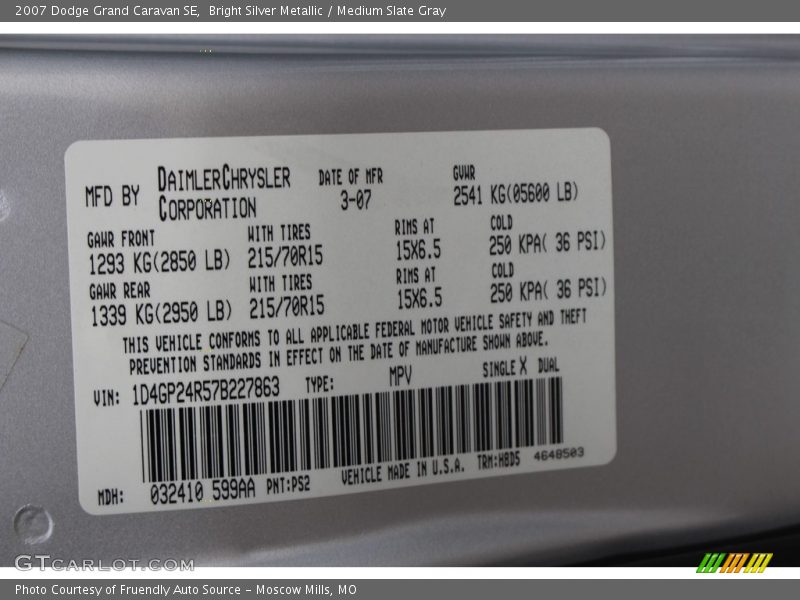 2007 Dodge Grand Caravan SE, Bright Silver Metallic / Medium Slate Gray
MFD BY DAIMLERCHRYSLER CORPORATION
DATE OF MFR 3-07
GVWR 2541 KG(05600 LB)
GAWR FRONT WITH TIRES RIMS AT COLD
1293 KG(2850 LB) 215/70R15 15X6.5 250 KPA( 36 PSI)
GAWR REAR WITH TIRES RIMS AT COLD
1339 KG(2950 LB) 215/70R15 15X6.5 250 KPA( 36 PSI)
THIS VEHICLE CONFORMS TO ALL APPLICABLE FEDERAL MOTOR VEHICLE SAFETY AND THEFT
PREVENTION STANDARDS IN EFFECT ON THE DATE OF MANUFACTURE SHOWN ABOVE.
VIN: 1D4GP24R57B227863 TYPE: MPV SINGLE X DUAL
MDH: 032410 599AA PNT:PS2 VEHICLE MADE IN U.S.A. TRM:H8D5 4648503
GTCARLOT.COM
Photo Courtesy of Fruendly Auto Source – Moscow Mills, MO